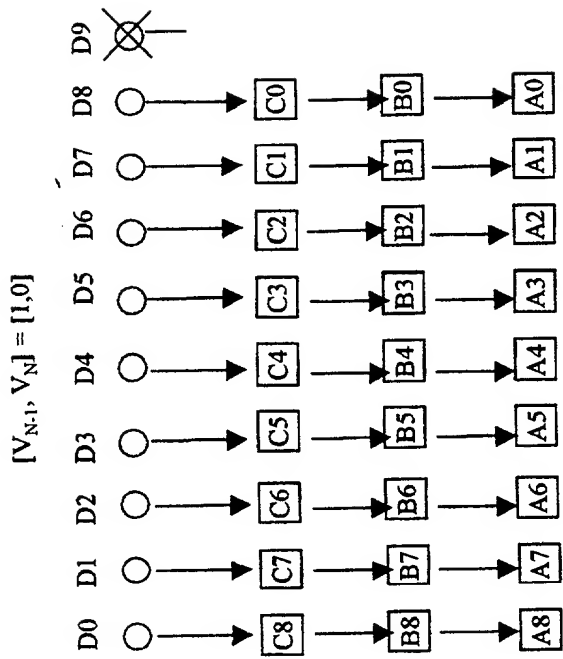 [V_{N-1}, V_N] = [1,0]
D0 D1 D2 D3 D4 D5 D6 D7 D8 D9
C8 C7 C6 C5 C4 C3 C2 C1 C0
B8 B7 B6 B5 B4 B3 B2 B1 B0
A8 A7 A6 A5 A4 A3 A2 A1 A0